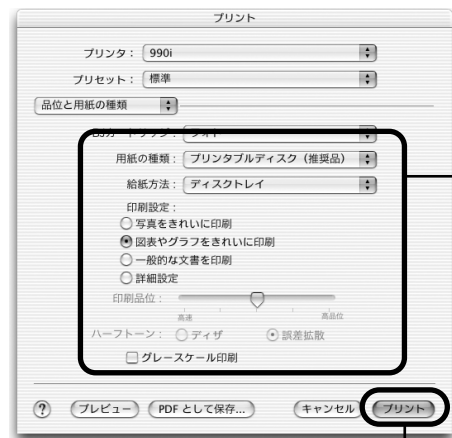 プリント
プリンタ： 990i
プリセット： 標準
品位と用紙の種類
用紙の種類： プリンタブルディスク（推奨品）
給紙方法： ディスクトレイ
印刷設定：
写真をきれいに印刷
図表やグラフをきれいに印刷
一般的な文書を印刷
詳細設定
印刷品位：
高速 高品位
ハーフトーン： ディザ 誤差拡散
グレースケール印刷
? プレビュー PDF として保存... キャンセル プリント